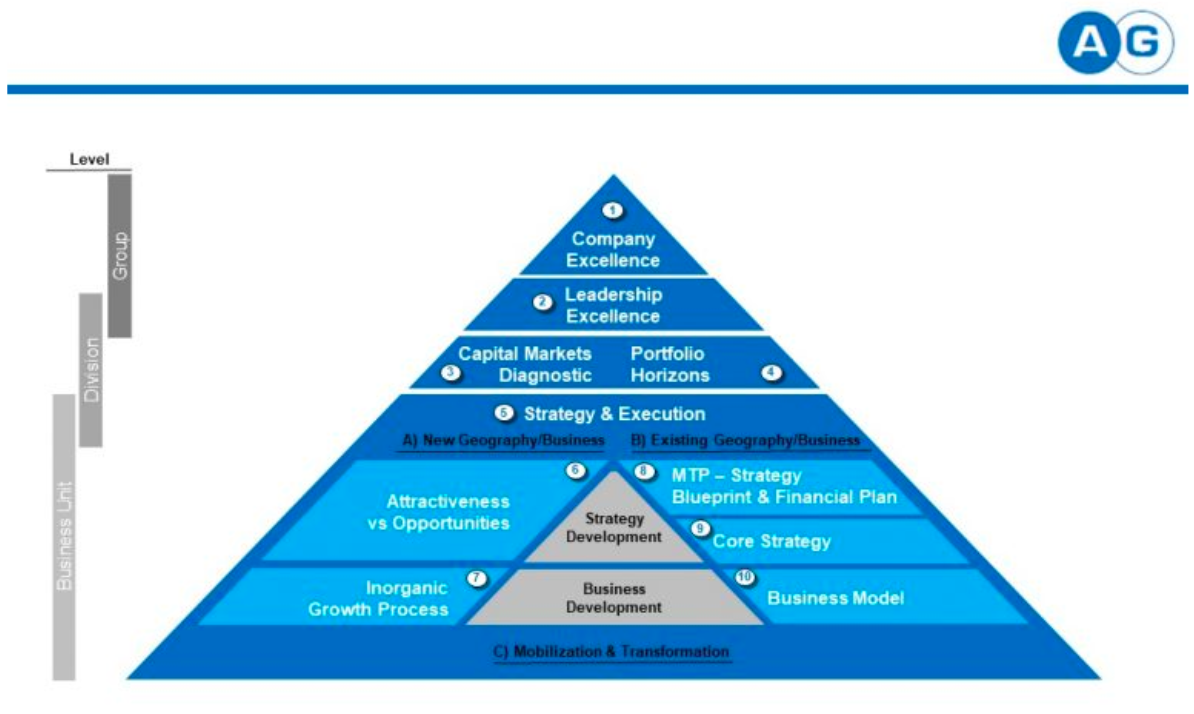 AG
Level
Group
Division
Business Unit
1
Company
Excellence
2
Leadership
Excellence
3
Capital Markets
Diagnostic
Portfolio
Horizons
4
5
Strategy & Execution
A) New Geography/Business
B) Existing Geography/Business
6
Attractiveness
vs Opportunities
Strategy
Development
8
MTP – Strategy
Blueprint & Financial Plan
9
Core Strategy
7
Inorganic
Growth Process
Business
Development
10
Business Model
C) Mobilization & Transformation